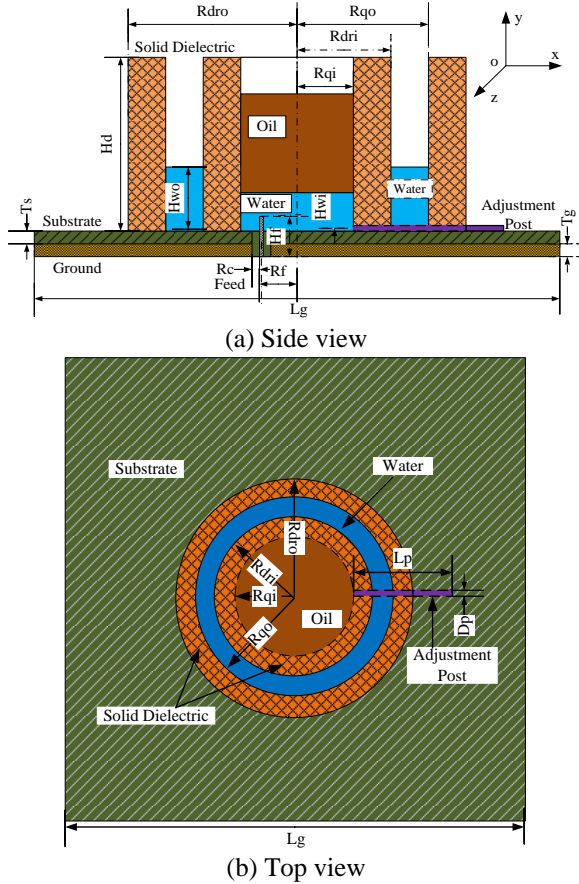 Rdro
Rqo
y
Rdri
Solid Dielectric
o
x
Rqi
z
Hd
Oil
Hwo
Water
Hwi
Water
Ts
Substrate
Hf
Adjustment
Post
Tg
Ground
Rc
Rf
Feed
Lg
(a) Side view
Substrate
Water
Rdro
Lp
Rdri
Rqi
Oil
Dp
Rqo
Adjustment
Post
Solid Dielectric
Lg
(b) Top view